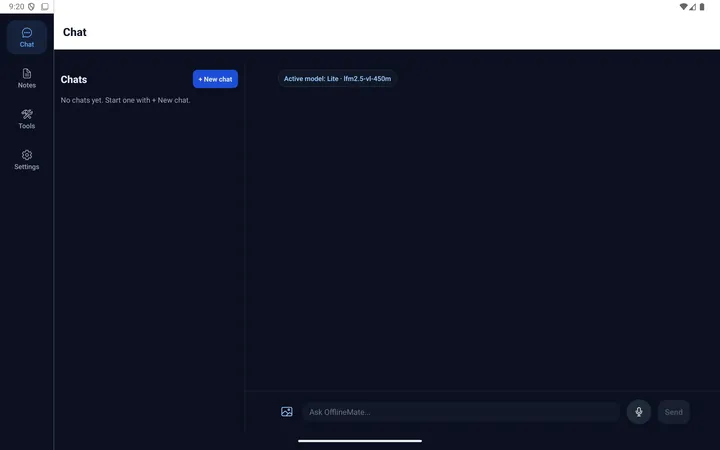 9:20
Chat
Chat
Notes
Tools
Settings
Chats
+ New chat
No chats yet. Start one with + New chat.
Active model: Lite · lfm2.5-vl-450m
Ask OfflineMate...
Send